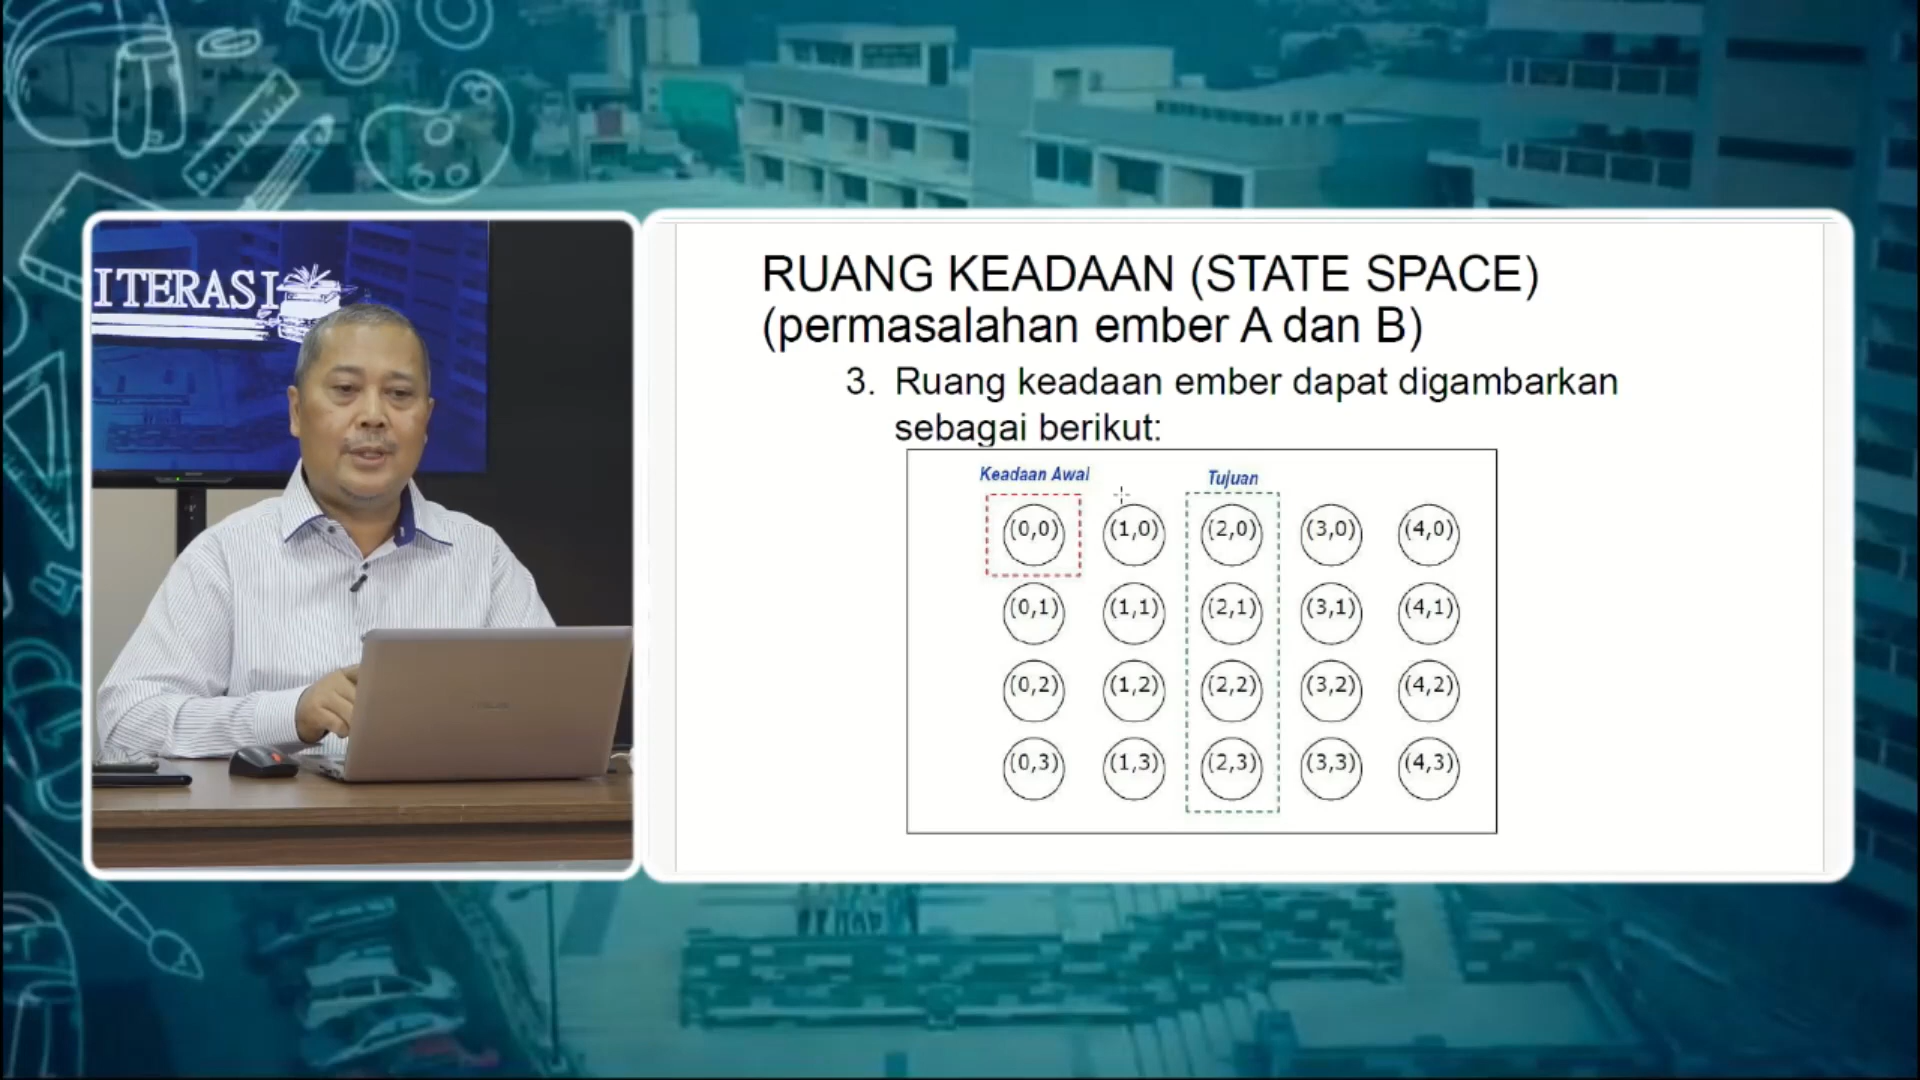 ITERASI
RUANG KEADAAN (STATE SPACE)
(permasalahan ember A dan B)
3. Ruang keadaan ember dapat digambarkan
sebagai berikut:
Keadaan Awal
Tujuan
(0,0) (1,0) (2,0) (3,0) (4,0)
(0,1) (1,1) (2,1) (3,1) (4,1)
(0,2) (1,2) (2,2) (3,2) (4,2)
(0,3) (1,3) (2,3) (3,3) (4,3)